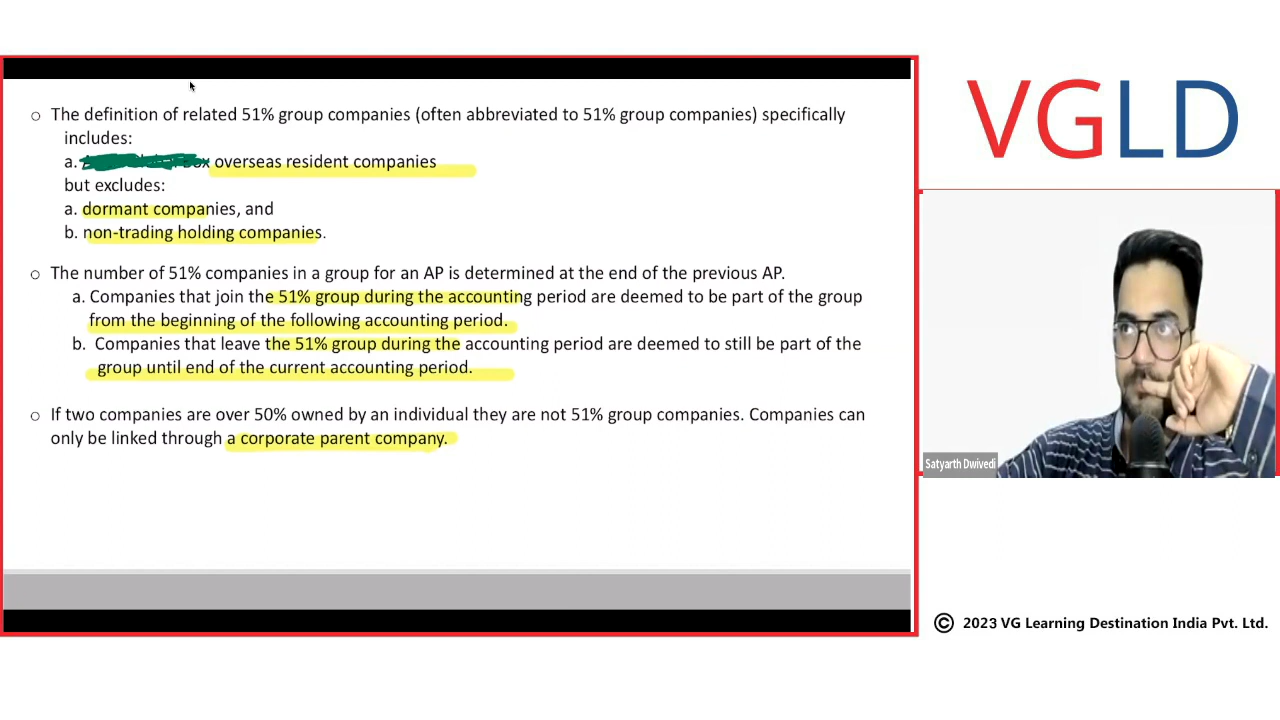 The definition of related 51% group companies (often abbreviated to 51% group companies) specifically
includes:
a. overseas resident companies
but excludes:
a. dormant companies, and
b. non-trading holding companies.
The number of 51% companies in a group for an AP is determined at the end of the previous AP.
a. Companies that join the 51% group during the accounting period are deemed to be part of the group
from the beginning of the following accounting period.
b. Companies that leave the 51% group during the accounting period are deemed to still be part of the
group until end of the current accounting period.
If two companies are over 50% owned by an individual they are not 51% group companies. Companies can
only be linked through a corporate parent company.
VGLD
Satyarth Dwivedi
© 2023 VG Learning Destination India Pvt. Ltd.